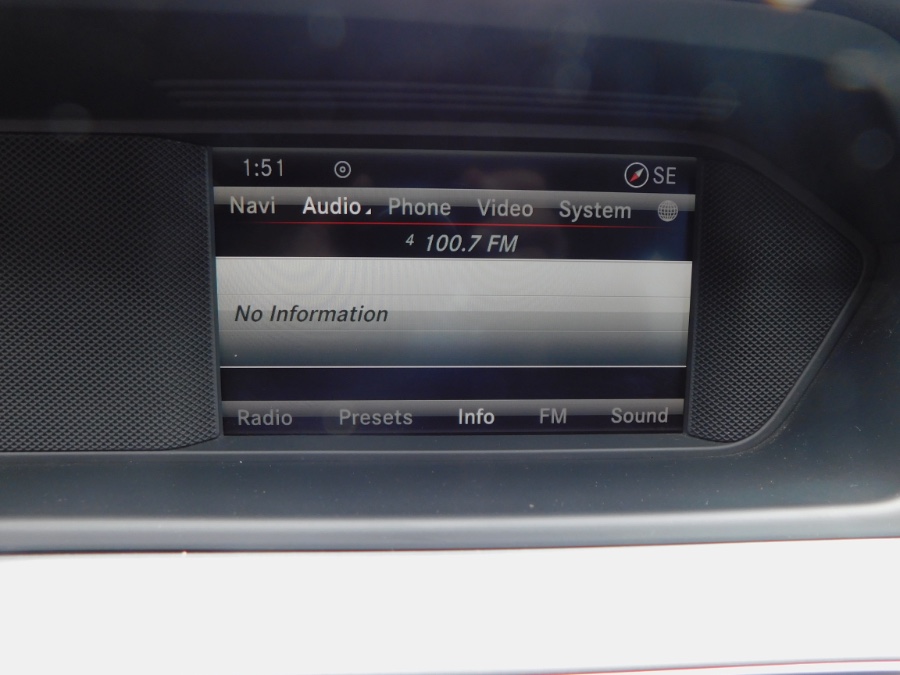 1:51 SE
Navi Audio Phone Video System
4 100.7 FM
No Information
Radio Presets Info FM Sound